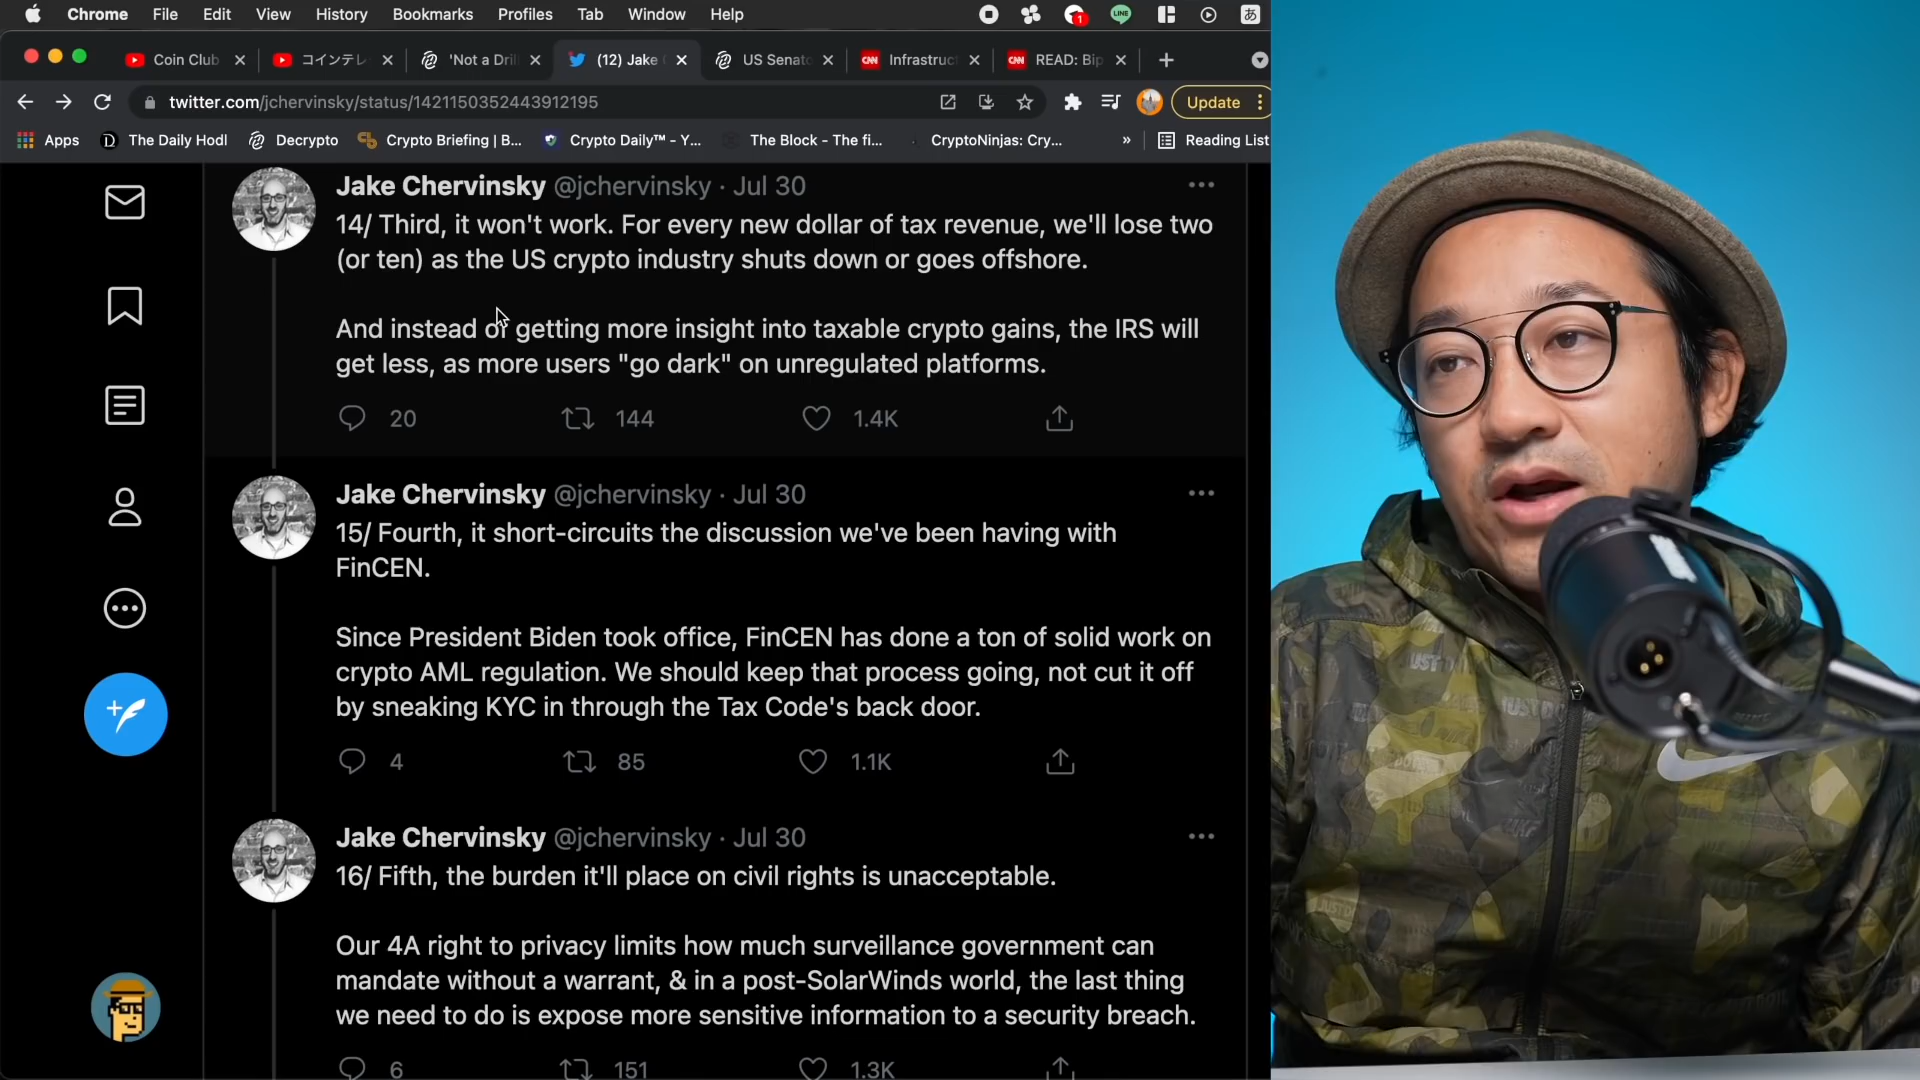 Chrome File Edit View History Bookmarks Profiles Tab Window Help
1 LINE あ
Coin Club コインテレ 'Not a Dril (12) Jake US Senat CNN Infrastruct CNN READ: Bip
twitter.com/jchervinsky/status/1421150352443912195 Update
Apps The Daily Hodl Decrypto Crypto Briefing | B... Crypto Daily™ - Y... The Block - The fi... CryptoNinjas: Cry... » Reading List
Jake Chervinsky @jchervinsky · Jul 30
14/ Third, it won't work. For every new dollar of tax revenue, we'll lose two
(or ten) as the US crypto industry shuts down or goes offshore.
And instead of getting more insight into taxable crypto gains, the IRS will
get less, as more users "go dark" on unregulated platforms.
20 144 1.4K
Jake Chervinsky @jchervinsky · Jul 30
15/ Fourth, it short-circuits the discussion we've been having with
FinCEN.
Since President Biden took office, FinCEN has done a ton of solid work on
crypto AML regulation. We should keep that process going, not cut it off
by sneaking KYC in through the Tax Code's back door.
4 85 1.1K
Jake Chervinsky @jchervinsky · Jul 30
16/ Fifth, the burden it'll place on civil rights is unacceptable.
Our 4A right to privacy limits how much surveillance government can
mandate without a warrant, & in a post-SolarWinds world, the last thing
we need to do is expose more sensitive information to a security breach.
6 151 1.3K